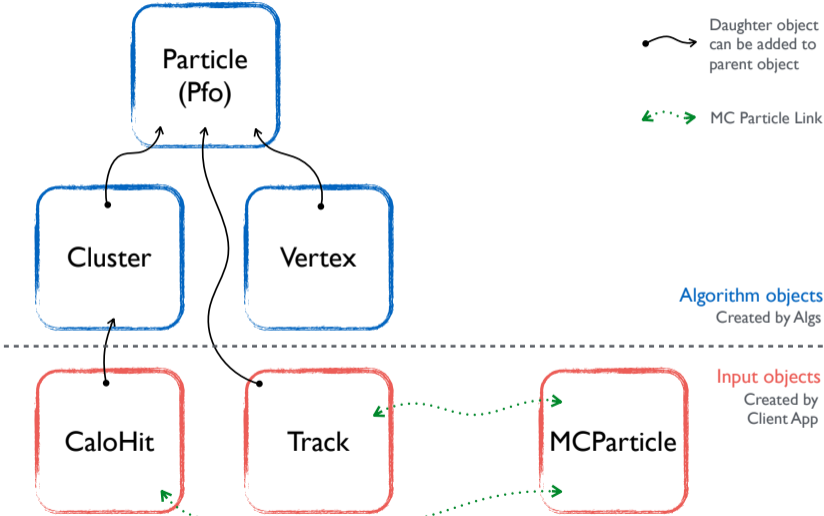 Particle
(Pfo)
Daughter object
can be added to
parent object
MC Particle Link
Cluster
Vertex
Algorithm objects
Created by Algs
Input objects
Created by
Client App
CaloHit
Track
MCParticle